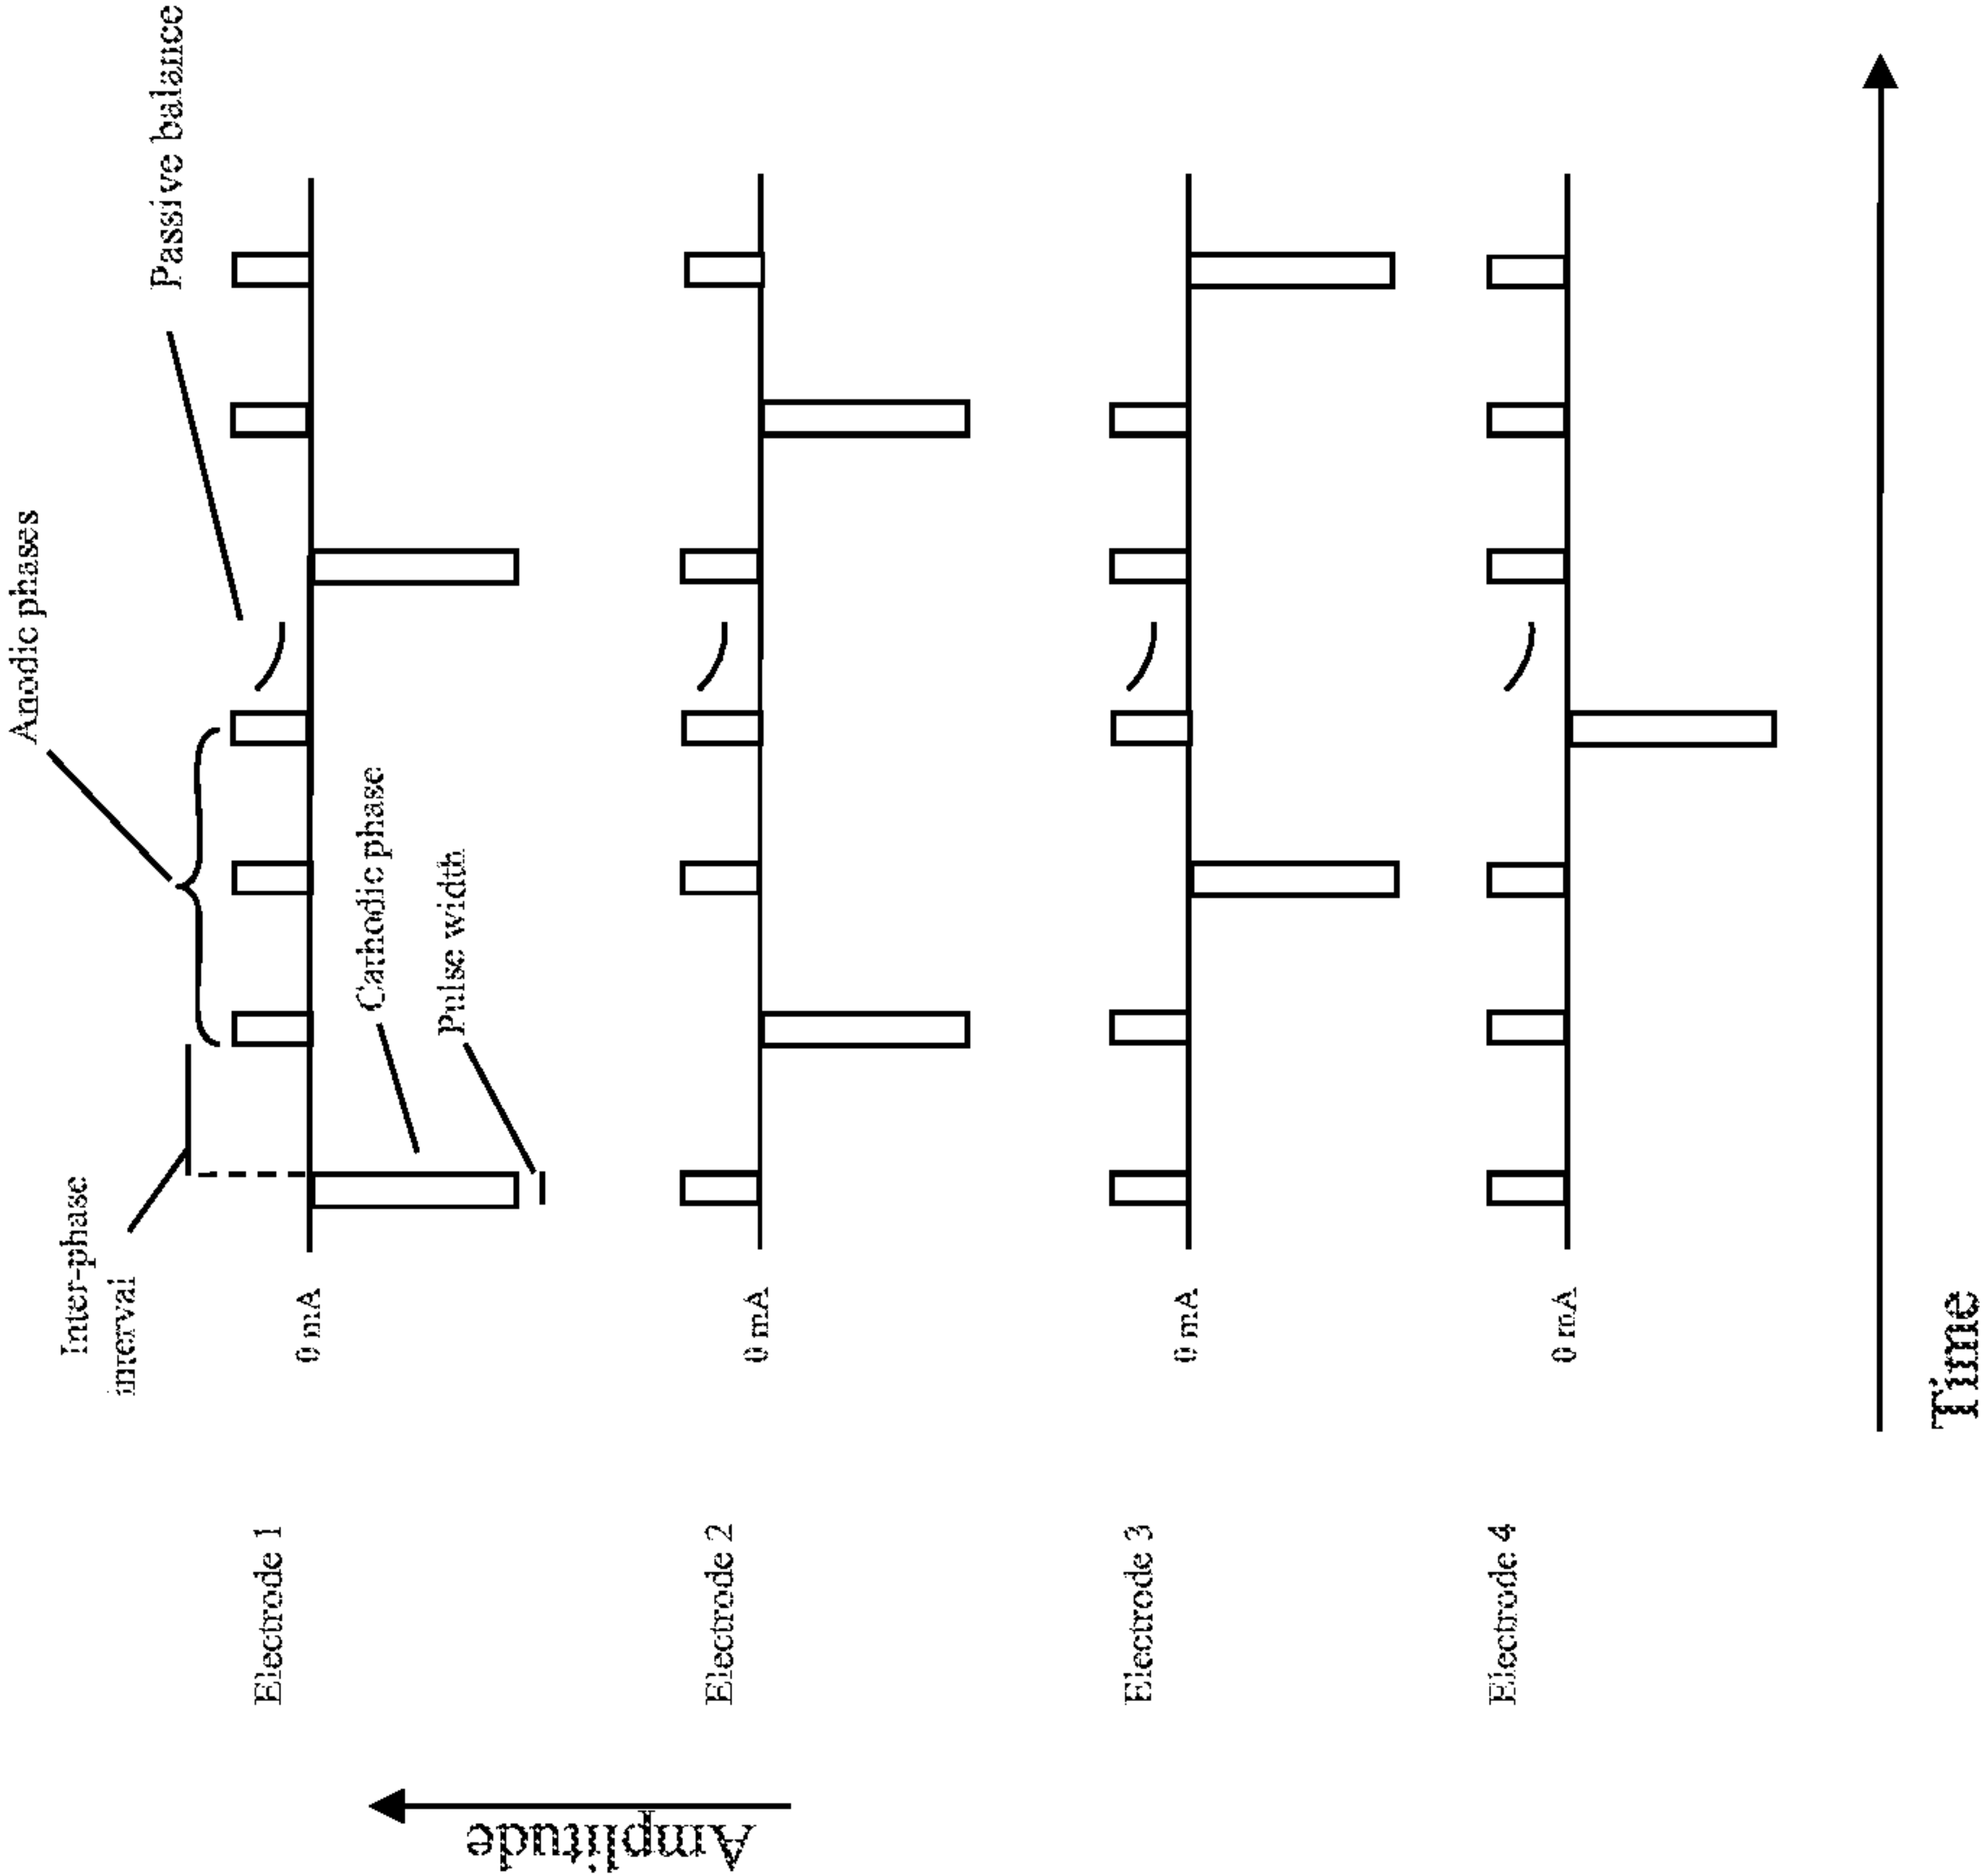 Anodic phases
Passive balance
Inter-phase
interval
Cathodic phase
Pulse width
Electrode 1
0 mA
Electrode 2
0 mA
Electrode 3
0 mA
Electrode 4
0 mA
Amplitude
Time